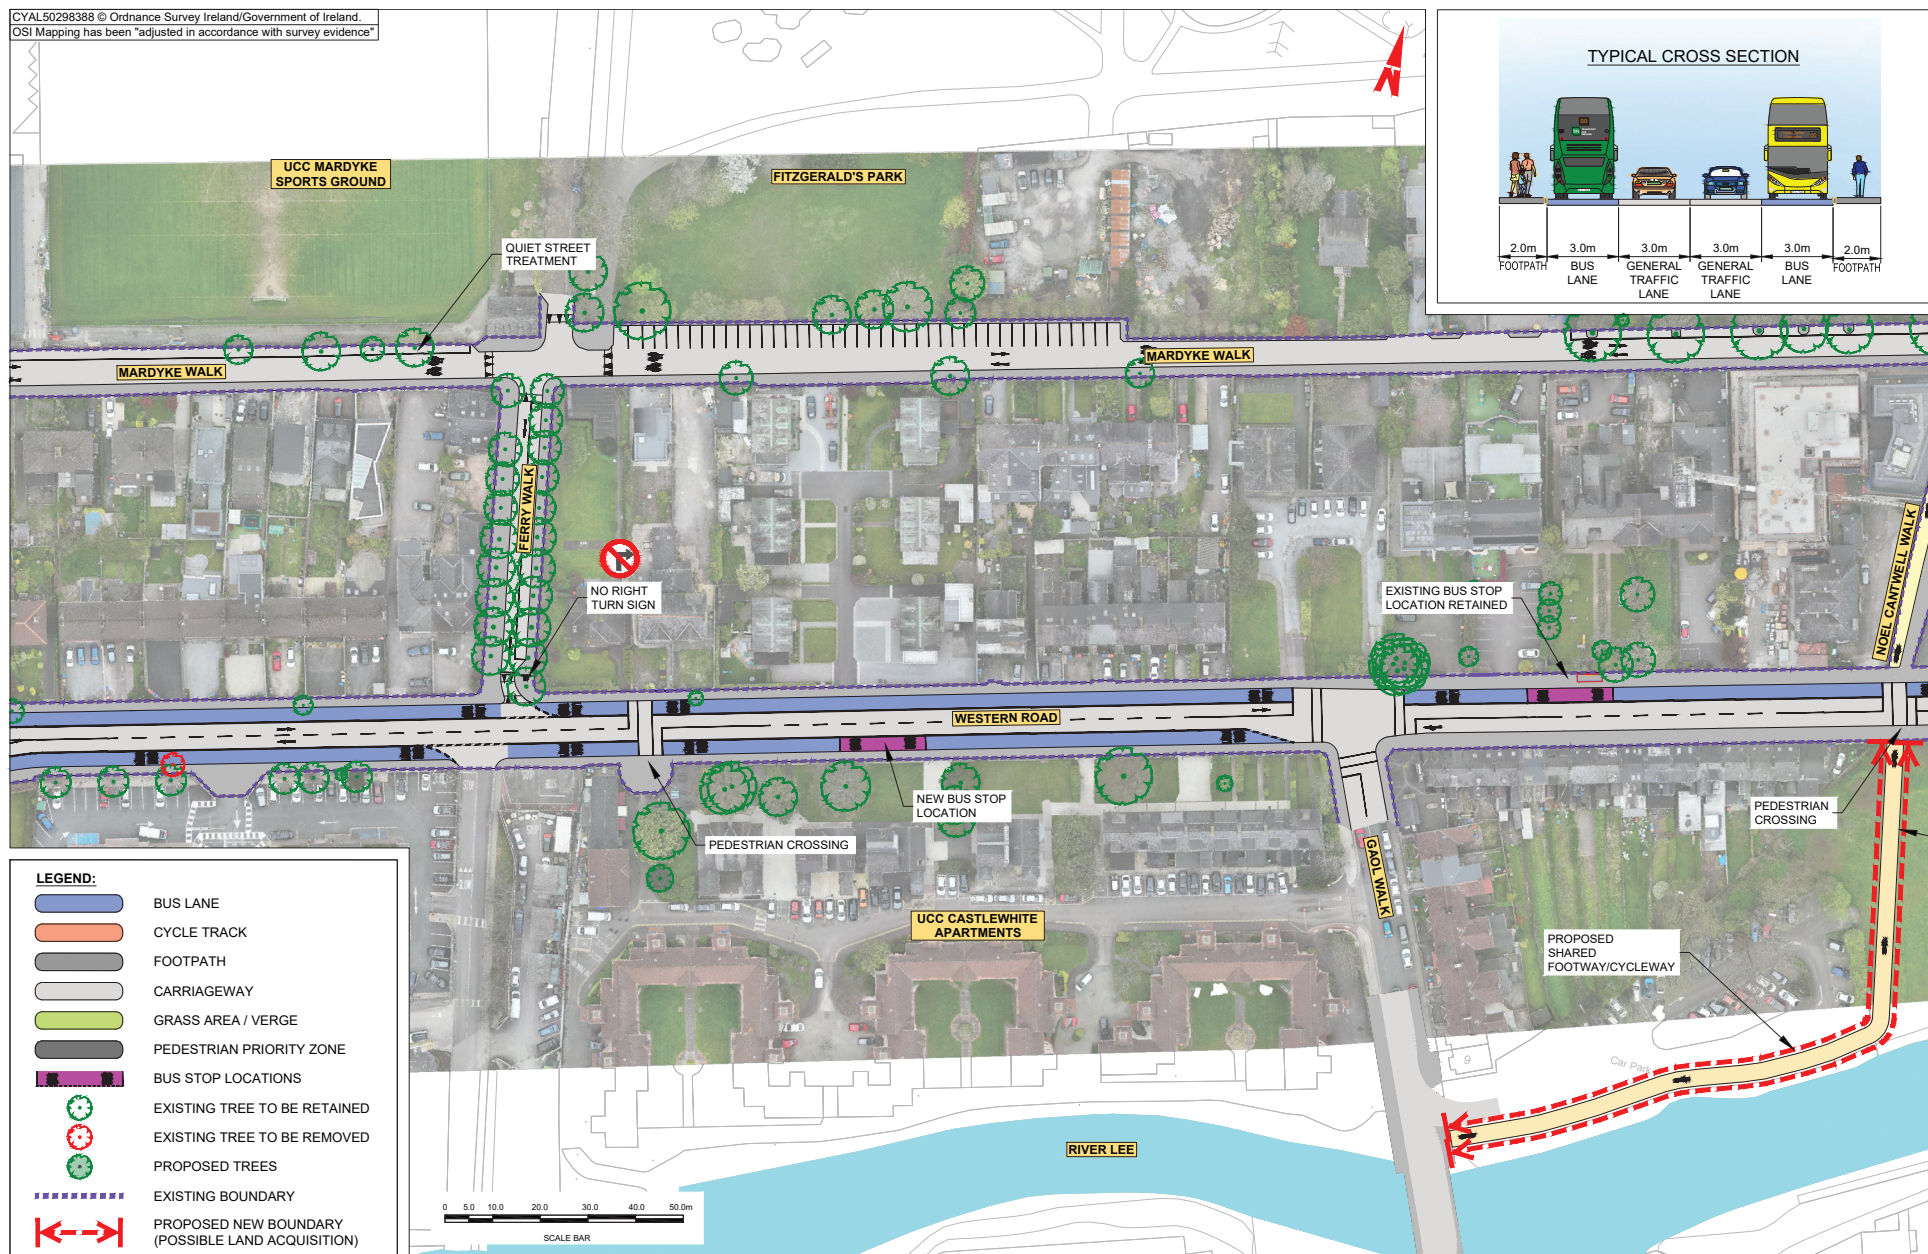 CYAL50298388 © Ordnance Survey Ireland/Government of Ireland.
OSI Mapping has been "adjusted in accordance with survey evidence"
N
TYPICAL CROSS SECTION
2.0m
3.0m
3.0m
3.0m
3.0m
2.0m
FOOTPATH
BUS
LANE
GENERAL
TRAFFIC
LANE
GENERAL
TRAFFIC
LANE
BUS
LANE
FOOTPATH
UCC MARDYKE
SPORTS GROUND
FITZGERALD'S PARK
QUIET STREET
TREATMENT
MARDYKE WALK
MARDYKE WALK
FERRY WALK
NO RIGHT
TURN SIGN
EXISTING BUS STOP
LOCATION RETAINED
NOEL CANTWELL WALK
WESTERN ROAD
NEW BUS STOP
LOCATION
PEDESTRIAN CROSSING
PEDESTRIAN
CROSSING
GAOL WALK
UCC CASTLEWHITE
APARTMENTS
PROPOSED
SHARED
FOOTWAY/CYCLEWAY
9
Car Park
RIVER LEE
LEGEND:
BUS LANE
CYCLE TRACK
FOOTPATH
CARRIAGEWAY
GRASS AREA / VERGE
PEDESTRIAN PRIORITY ZONE
BUS STOP LOCATIONS
EXISTING TREE TO BE RETAINED
EXISTING TREE TO BE REMOVED
PROPOSED TREES
EXISTING BOUNDARY
PROPOSED NEW BOUNDARY
(POSSIBLE LAND ACQUISITION)
0 5.0 10.0 20.0 30.0 40.0 50.0m
SCALE BAR